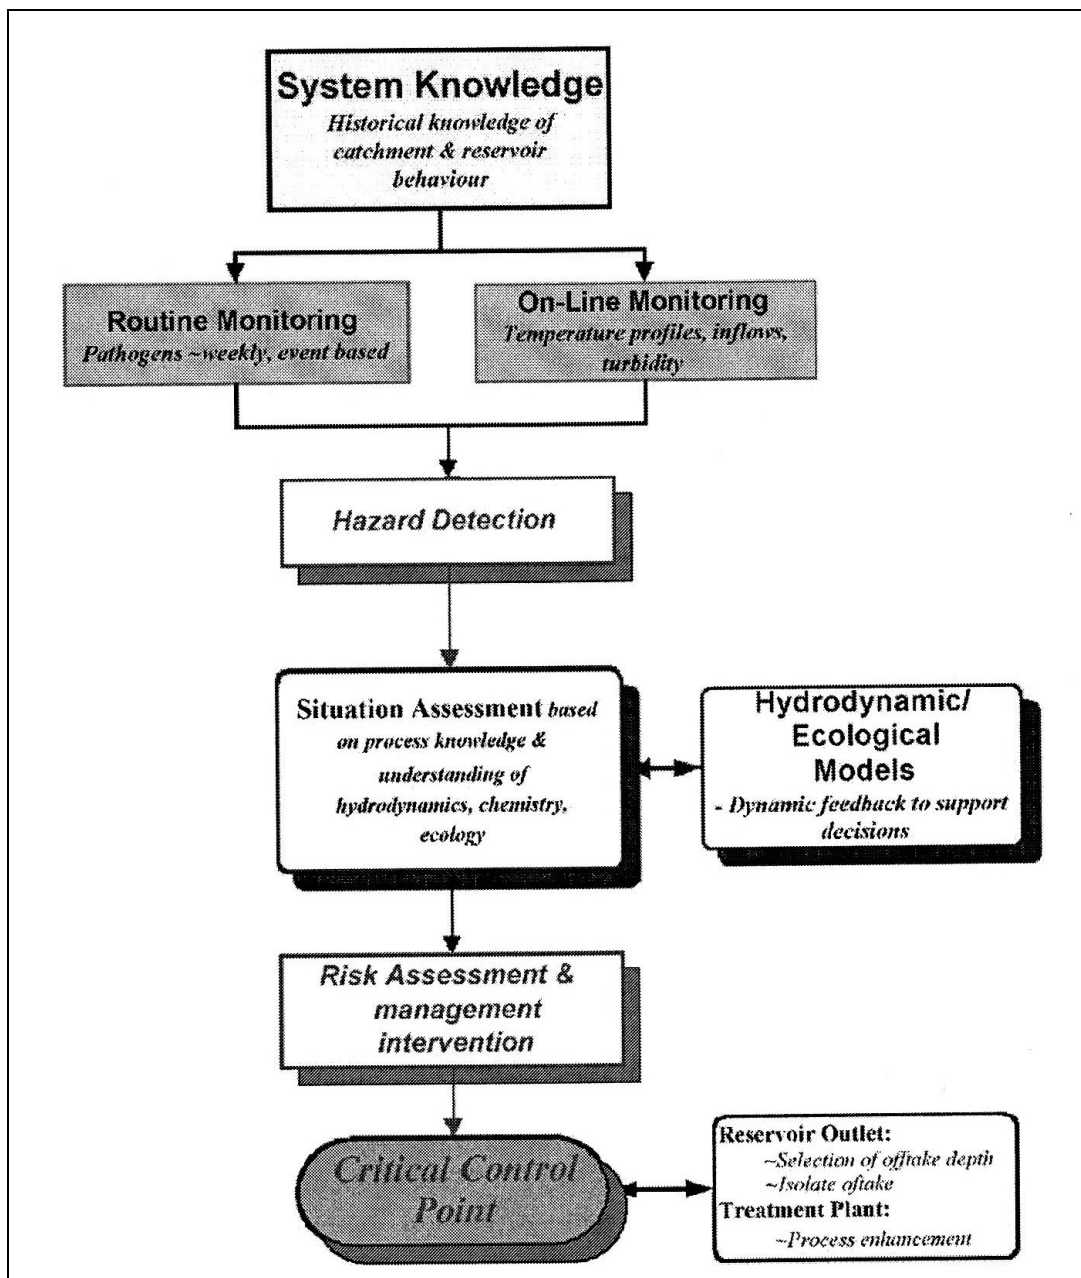 System Knowledge
Historical knowledge of
catchment & reservoir
behaviour
Routine Monitoring
Pathogens ~weekly, event based
On-Line Monitoring
Temperature profiles, inflows,
turbidity
Hazard Detection
Situation Assessment based
on process knowledge &
understanding of
hydrodynamics, chemistry,
ecology
Hydrodynamic/
Ecological
Models
- Dynamic feedback to support
decisions
Risk Assessment &
management
intervention
Critical Control
Point
Reservoir Outlet:
~Selection of offtake depth
~Isolate oftake
Treatment Plant:
~Process enhancement